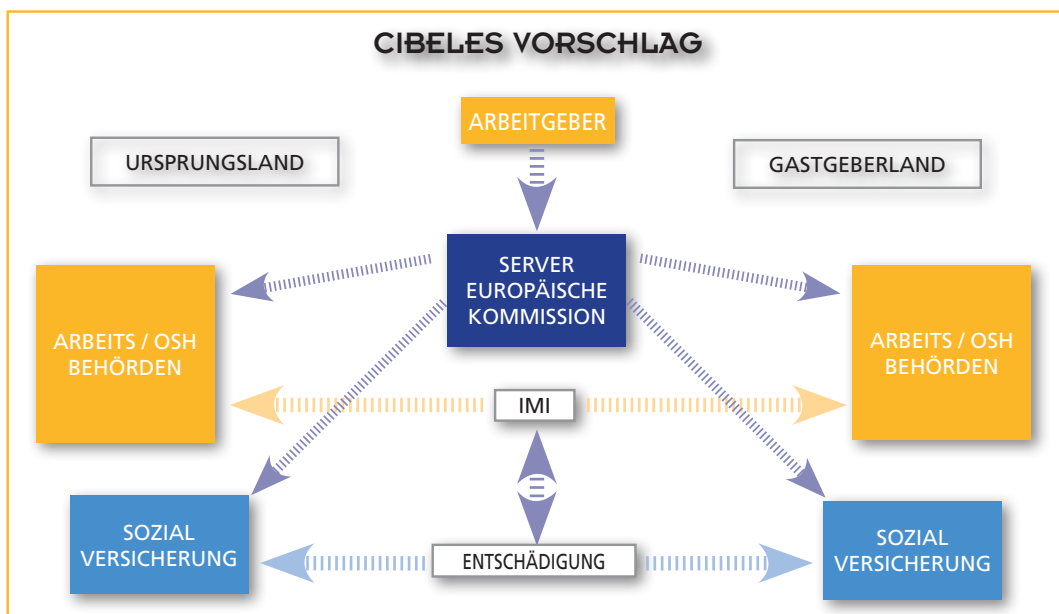 CIBELES VORSCHLAG
ARBEITGEBER
URSPRUNGSLAND
GASTGEBERLAND
SERVER
EUROPÄISCHE
KOMMISSION
ARBEITS / OSH
BEHÖRDEN
ARBEITS / OSH
BEHÖRDEN
IMI
SOZIAL
VERSICHERUNG
ENTSCHÄDIGUNG
SOZIAL
VERSICHERUNG